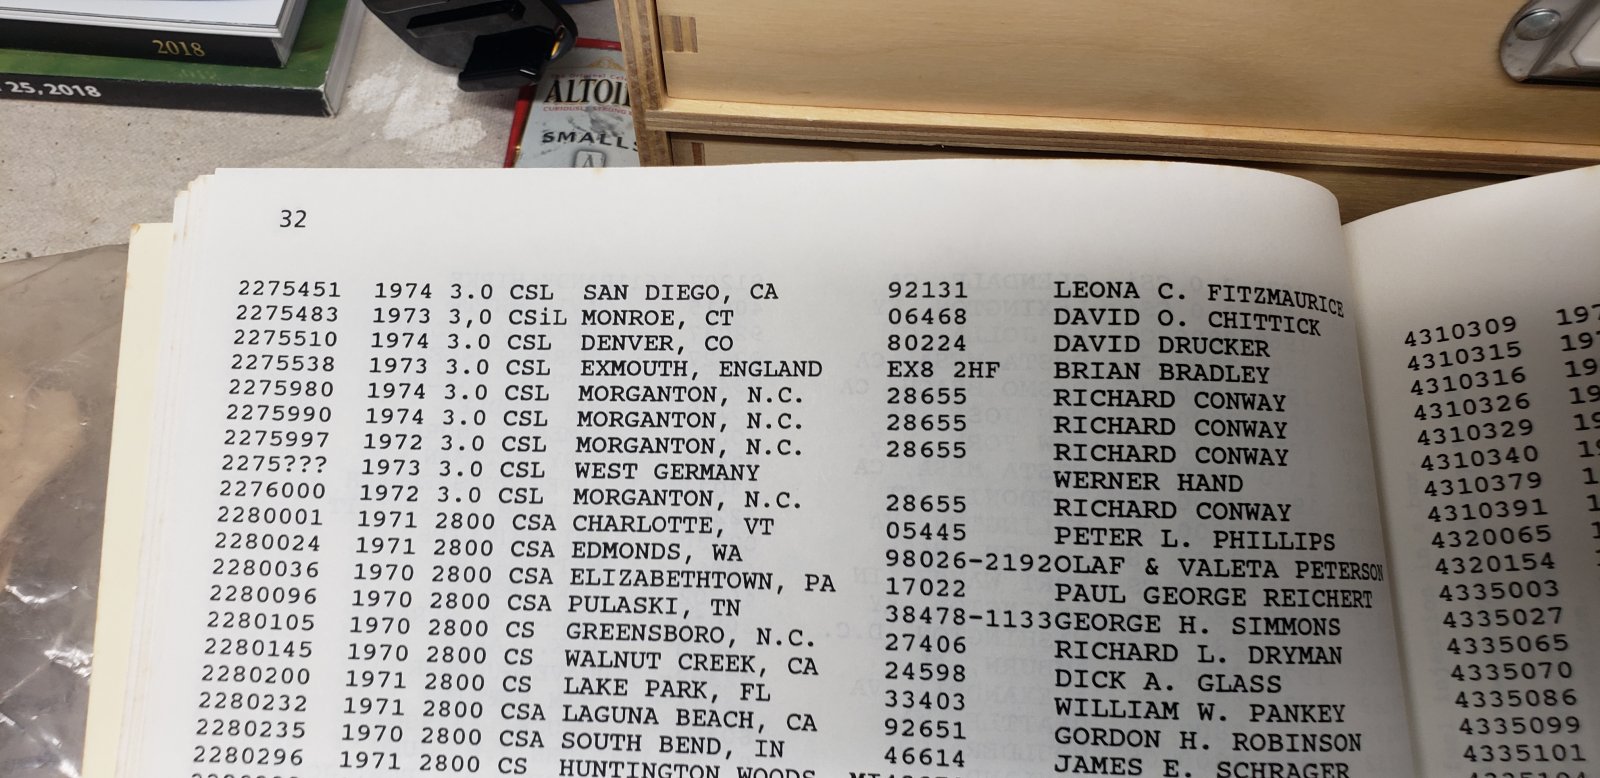 2018
25,2018
ALTOI
SMALLS
32
2275451 1974 3.0 CSL SAN DIEGO, CA 92131 LEONA C. FITZMAURICE
2275483 1973 3,0 CSiL MONROE, CT 06468 DAVID O. CHITTICK
2275510 1974 3.0 CSL DENVER, CO 80224 DAVID DRUCKER
2275538 1973 3.0 CSL EXMOUTH, ENGLAND EX8 2HF BRIAN BRADLEY
2275980 1974 3.0 CSL MORGANTON, N.C. 28655 RICHARD CONWAY
2275990 1974 3.0 CSL MORGANTON, N.C. 28655 RICHARD CONWAY
2275997 1972 3.0 CSL MORGANTON, N.C. 28655 RICHARD CONWAY
2275??? 1973 3.0 CSL WEST GERMANY WERNER HAND
2276000 1972 3.0 CSL MORGANTON, N.C. 28655 RICHARD CONWAY
2280001 1971 2800 CSA CHARLOTTE, VT 05445 PETER L. PHILLIPS
2280024 1971 2800 CSA EDMONDS, WA 98026-2192OLAF & VALETA PETERSON
2280036 1970 2800 CSA ELIZABETHTOWN, PA 17022 PAUL GEORGE REICHERT
2280096 1970 2800 CSA PULASKI, TN 38478-1133GEORGE H. SIMMONS
2280105 1970 2800 CS GREENSBORO, N.C. 27406 RICHARD L. DRYMAN
2280145 1970 2800 CS WALNUT CREEK, CA 24598 DICK A. GLASS
2280200 1971 2800 CS LAKE PARK, FL 33403 WILLIAM W. PANKEY
2280232 1971 2800 CSA LAGUNA BEACH, CA 92651 GORDON H. ROBINSON
2280235 1970 2800 CSA SOUTH BEND, IN 46614 JAMES E. SCHRAGER
2280296 1971 2800 CS HUNTINGTON WOODS, MI
4310309 197
4310315 197
4310316 19
4310326 19
4310329 19
4310340 19
4310379 1
4310391 1
4320065
4320154
4335003
4335027
4335065
4335070
4335086
4335099
4335101